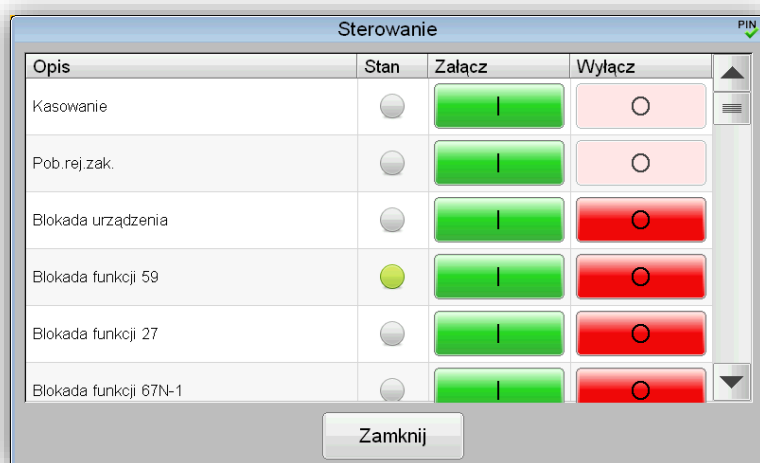 Sterowanie
PIN
Opis Stan Załącz Wyłącz
Kasowanie I O
Pob.rej.zak. I O
Blokada urządzenia I O
Blokada funkcji 59 I O
Blokada funkcji 27 I O
Blokada funkcji 67N-1 I O
Zamknij